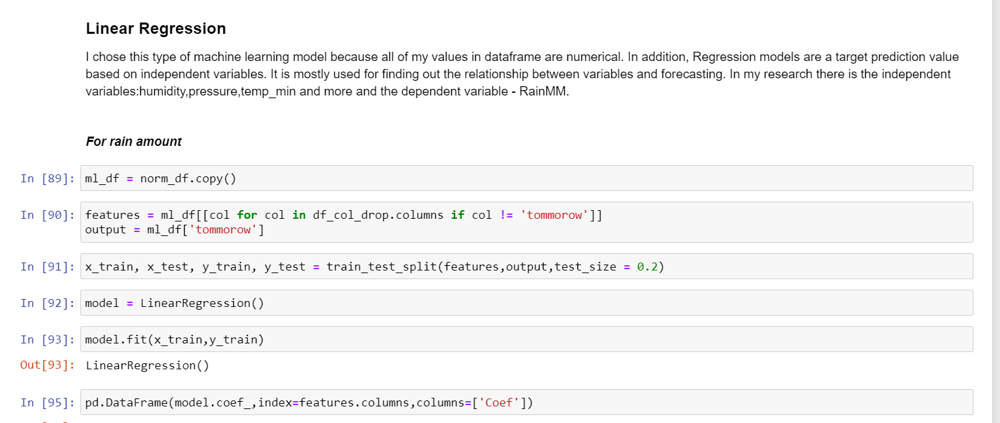 Linear Regression
I chose this type of machine learning model because all of my values in dataframe are numerical. In addition, Regression models are a target prediction value
based on independent variables. It is mostly used for finding out the relationship between variables and forecasting. In my research there is the independent
variables:humidity,pressure,temp_min and more and the dependent variable - RainMM.
For rain amount
In [89]: ml_df = norm_df.copy()
In [90]: features = ml_df[[col for col in df_col_drop.columns if col != 'tommorow']]
output = ml_df['tommorow']
In [91]: x_train, x_test, y_train, y_test = train_test_split(features,output,test_size = 0.2)
In [92]: model = LinearRegression()
In [93]: model.fit(x_train,y_train)
Out[93]: LinearRegression()
In [95]: pd.DataFrame(model.coef_,index=features.columns,columns=['Coef'])